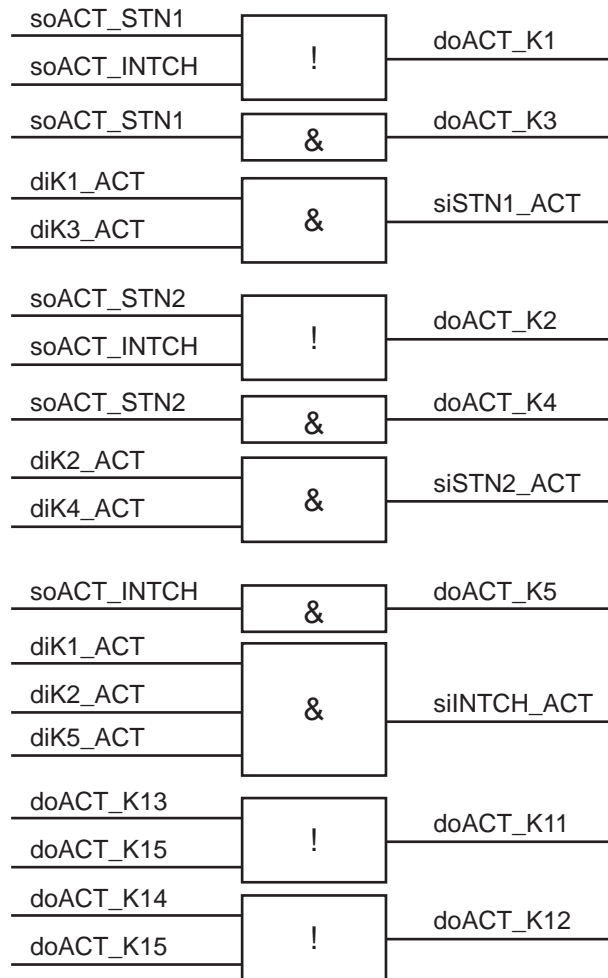 soACT_STN1
soACT_INTCH
!
doACT_K1
soACT_STN1
&
doACT_K3
diK1_ACT
diK3_ACT
&
siSTN1_ACT
soACT_STN2
soACT_INTCH
!
doACT_K2
soACT_STN2
&
doACT_K4
diK2_ACT
diK4_ACT
&
siSTN2_ACT
soACT_INTCH
&
doACT_K5
diK1_ACT
diK2_ACT
diK5_ACT
&
siINTCH_ACT
doACT_K13
doACT_K15
!
doACT_K11
doACT_K14
doACT_K15
!
doACT_K12